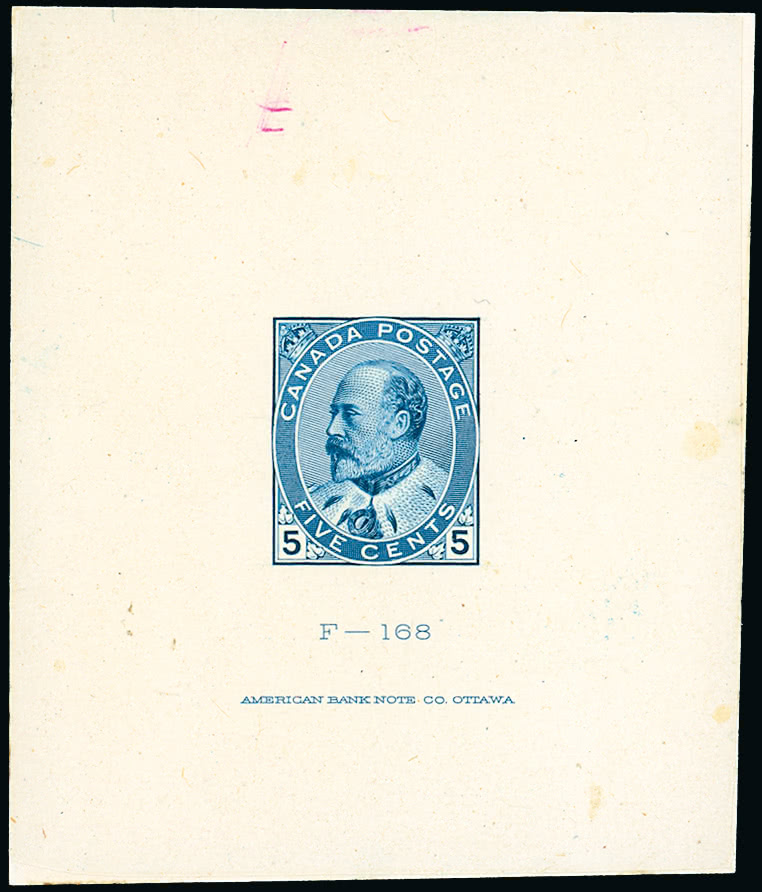 CANADA POSTAGE
FIVE CENTS
5 5
F — 168
AMERICAN BANK NOTE CO. OTTAWA